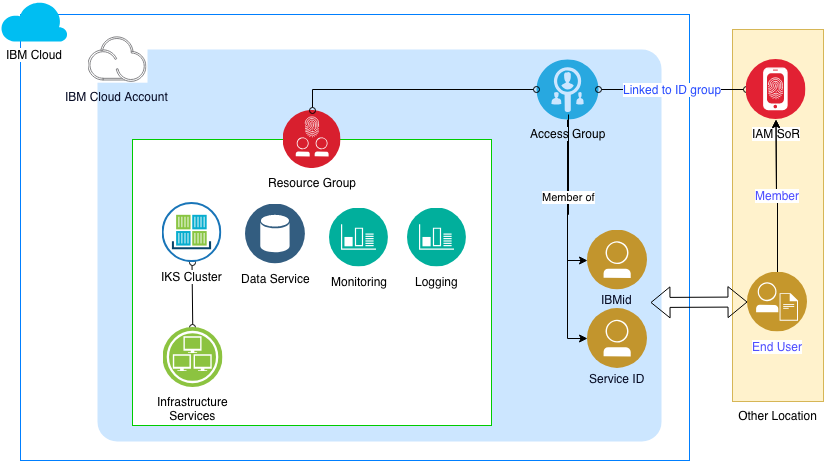 IBM Cloud
IBM Cloud Account
Access Group
Linked to ID group
IAM SoR
Resource Group
Member of
Member
IKS Cluster
Data Service
Monitoring
Logging
IBMid
End User
Service ID
Infrastructure
Services
Other Location